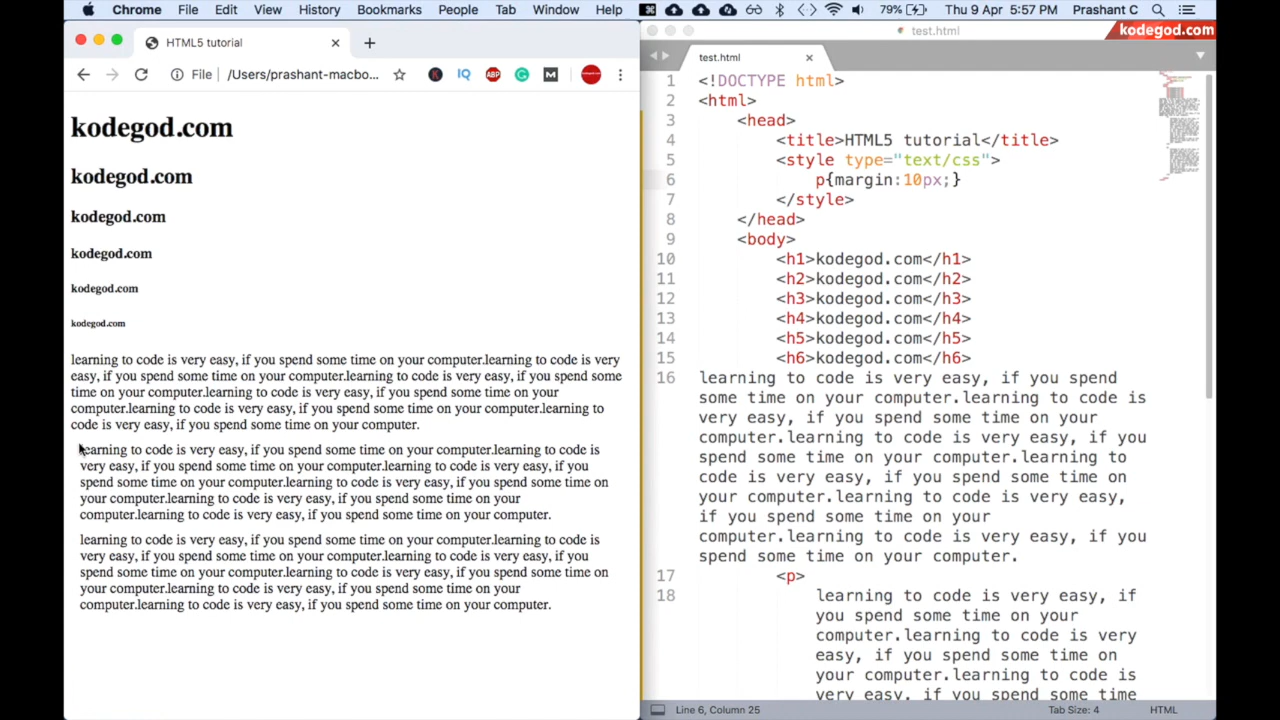 Chrome File Edit View History Bookmarks People Tab Window Help 79% Thu 9 Apr 5:57 PM Prashant C
HTML5 tutorial
File /Users/prashant-macbo...
IQ ABP M
kodegod.com
kodegod.com
kodegod.com
kodegod.com
kodegod.com
kodegod.com
learning to code is very easy, if you spend some time on your computer.learning to code is very
easy, if you spend some time on your computer.learning to code is very easy, if you spend some
time on your computer.learning to code is very easy, if you spend some time on your
computer.learning to code is very easy, if you spend some time on your computer.learning to
code is very easy, if you spend some time on your computer.
learning to code is very easy, if you spend some time on your computer.learning to code is
very easy, if you spend some time on your computer.learning to code is very easy, if you
spend some time on your computer.learning to code is very easy, if you spend some time on
your computer.learning to code is very easy, if you spend some time on your
computer.learning to code is very easy, if you spend some time on your computer.
learning to code is very easy, if you spend some time on your computer.learning to code is
very easy, if you spend some time on your computer.learning to code is very easy, if you
spend some time on your computer.learning to code is very easy, if you spend some time on
your computer.learning to code is very easy, if you spend some time on your
computer.learning to code is very easy, if you spend some time on your computer.
test.html
kodegod.com
test.html
1 <!DOCTYPE html>
2 <html>
3 <head>
4 <title>HTML5 tutorial</title>
5 <style type="text/css">
6 p{margin:10px;}
7 </style>
8 </head>
9 <body>
10 <h1>kodegod.com</h1>
11 <h2>kodegod.com</h2>
12 <h3>kodegod.com</h3>
13 <h4>kodegod.com</h4>
14 <h5>kodegod.com</h5>
15 <h6>kodegod.com</h6>
16 learning to code is very easy, if you spend
some time on your computer.learning to code is
very easy, if you spend some time on your
computer.learning to code is very easy, if you
spend some time on your computer.learning to
code is very easy, if you spend some time on
your computer.learning to code is very easy,
if you spend some time on your
computer.learning to code is very easy, if you
spend some time on your computer.
17 <p>
18 learning to code is very easy, if
you spend some time on your
computer.learning to code is very
easy, if you spend some time on
your computer.learning to code is
very easy, if you spend some time
Line 6, Column 25 Tab Size: 4 HTML